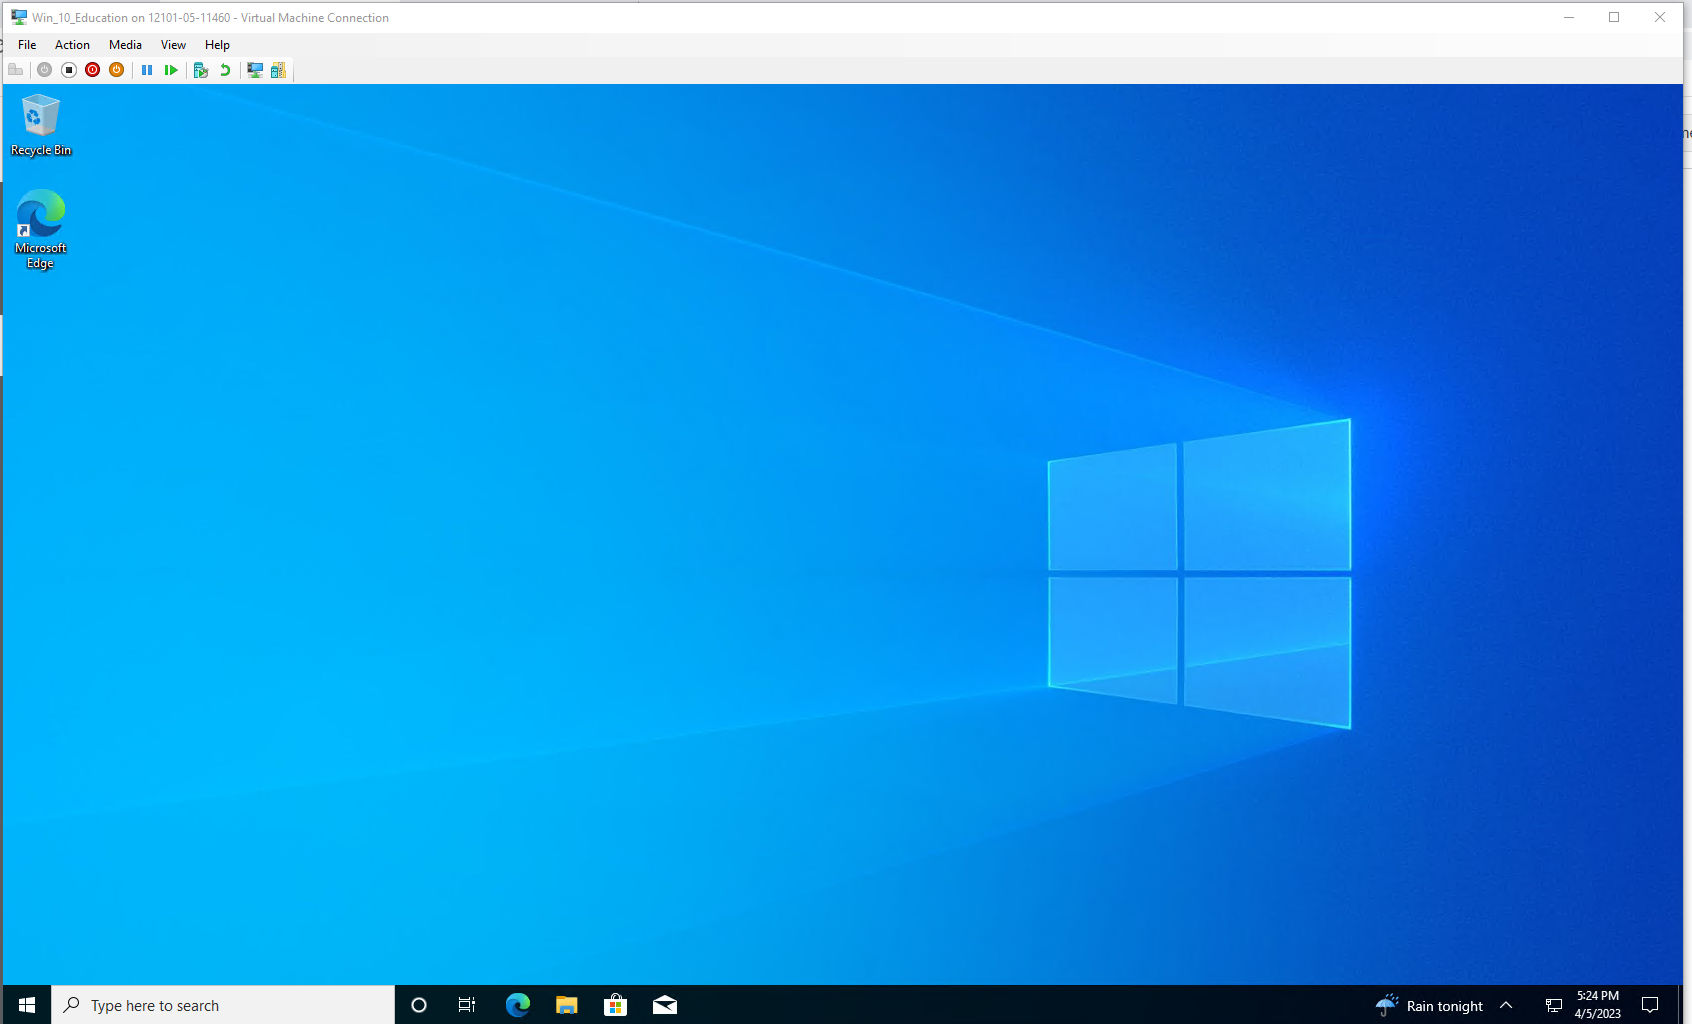 Win_10_Education on 12101-05-11460 - Virtual Machine Connection
File Action Media View Help
Recycle Bin
Microsoft
Edge
Type here to search
Rain tonight
5:24 PM
4/5/2023